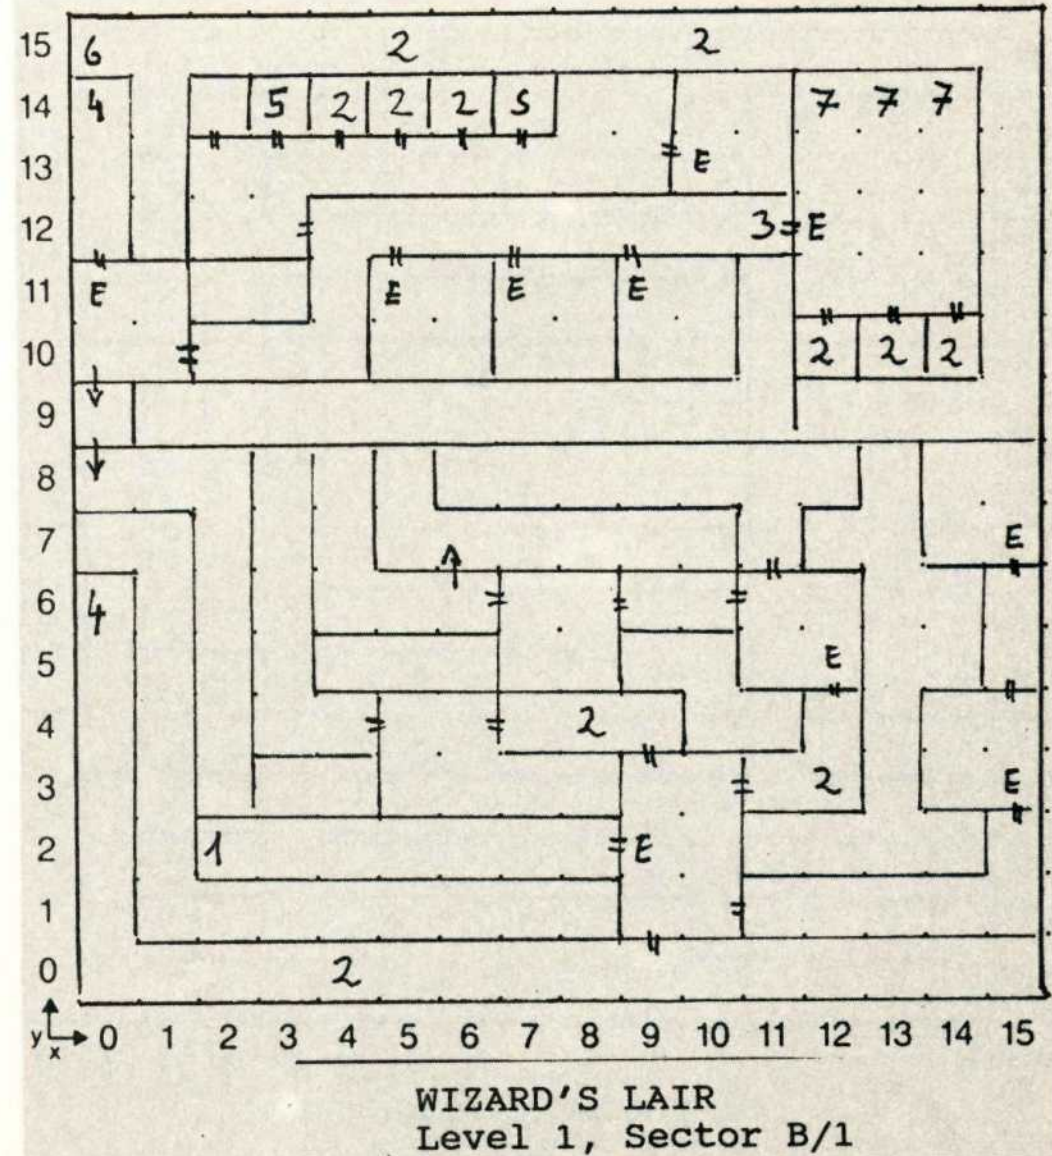 15 6 2 2
14 4 5 2 2 2 5 7 7 7
13 E
12 3 E
11 E E E E
10 2 2 2
9
8
7 E
6 4
5 E
4 2
3 2 E
2 1 E
1
0 2
y x 0 1 2 3 4 5 6 7 8 9 10 11 12 13 14 15
WIZARD'S LAIR
Level 1, Sector B/1